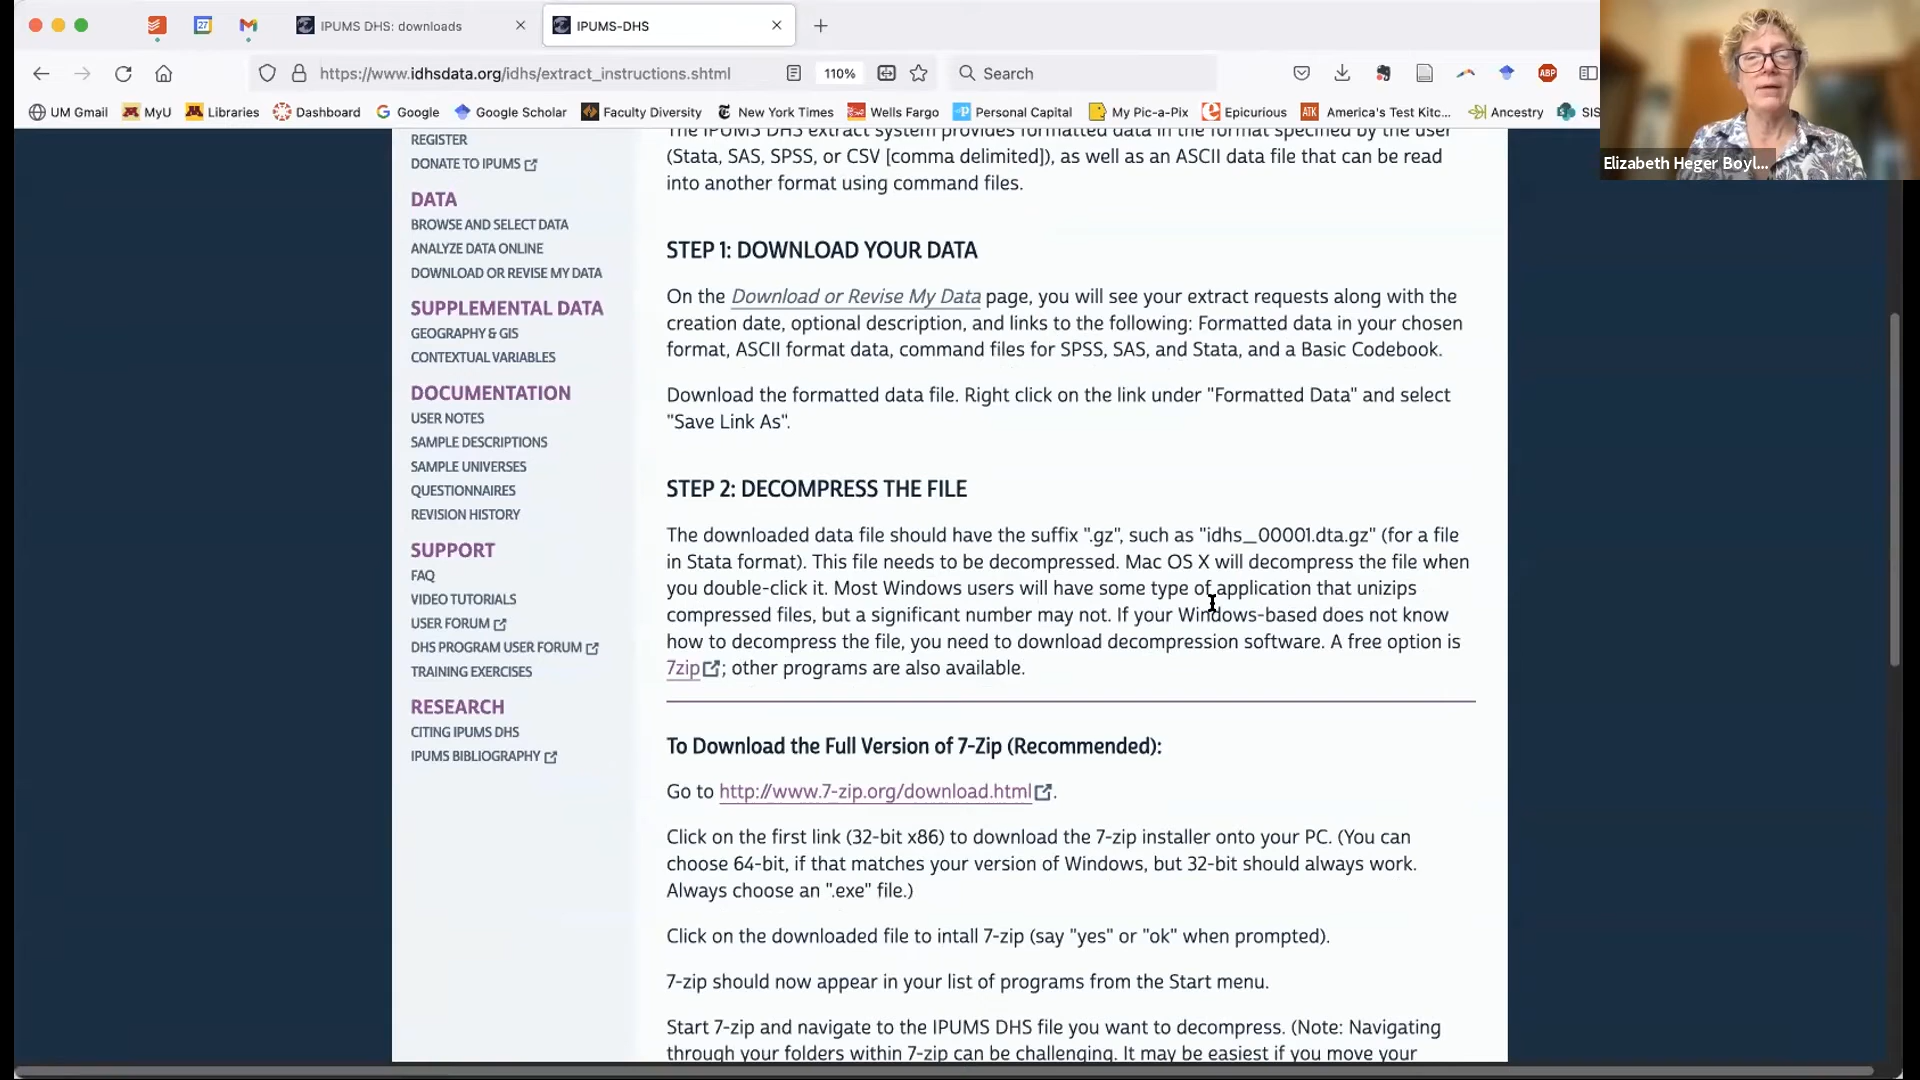 27
IPUMS DHS: downloads
IPUMS-DHS
https://www.idhsdata.org/idhs/extract_instructions.shtml
110%
Search
ABP
UM Gmail
MyU
Libraries
Dashboard
Google
Google Scholar
Faculty Diversity
New York Times
Wells Fargo
Personal Capital
My Pic-a-Pix
Epicurious
ATK
America's Test Kitc...
Ancestry
SIS
Elizabeth Heger Boyl...
REGISTER
DONATE TO IPUMS
DATA
BROWSE AND SELECT DATA
ANALYZE DATA ONLINE
DOWNLOAD OR REVISE MY DATA
SUPPLEMENTAL DATA
GEOGRAPHY & GIS
CONTEXTUAL VARIABLES
DOCUMENTATION
USER NOTES
SAMPLE DESCRIPTIONS
SAMPLE UNIVERSES
QUESTIONNAIRES
REVISION HISTORY
SUPPORT
FAQ
VIDEO TUTORIALS
USER FORUM
DHS PROGRAM USER FORUM
TRAINING EXERCISES
RESEARCH
CITING IPUMS DHS
IPUMS BIBLIOGRAPHY
The IPUMS DHS extract system provides formatted data in the format specified by the user
(Stata, SAS, SPSS, or CSV [comma delimited]), as well as an ASCII data file that can be read
into another format using command files.
STEP 1: DOWNLOAD YOUR DATA
On the Download or Revise My Data page, you will see your extract requests along with the
creation date, optional description, and links to the following: Formatted data in your chosen
format, ASCII format data, command files for SPSS, SAS, and Stata, and a Basic Codebook.
Download the formatted data file. Right click on the link under "Formatted Data" and select
"Save Link As".
STEP 2: DECOMPRESS THE FILE
The downloaded data file should have the suffix ".gz", such as "idhs_00001.dta.gz" (for a file
in Stata format). This file needs to be decompressed. Mac OS X will decompress the file when
you double-click it. Most Windows users will have some type of application that unizips
compressed files, but a significant number may not. If your Windows-based does not know
how to decompress the file, you need to download decompression software. A free option is
7zip; other programs are also available.
To Download the Full Version of 7-Zip (Recommended):
Go to http://www.7-zip.org/download.html.
Click on the first link (32-bit x86) to download the 7-zip installer onto your PC. (You can
choose 64-bit, if that matches your version of Windows, but 32-bit should always work.
Always choose an ".exe" file.)
Click on the downloaded file to intall 7-zip (say "yes" or "ok" when prompted).
7-zip should now appear in your list of programs from the Start menu.
Start 7-zip and navigate to the IPUMS DHS file you want to decompress. (Note: Navigating
through your folders within 7-zip can be challenging. It may be easiest if you move your